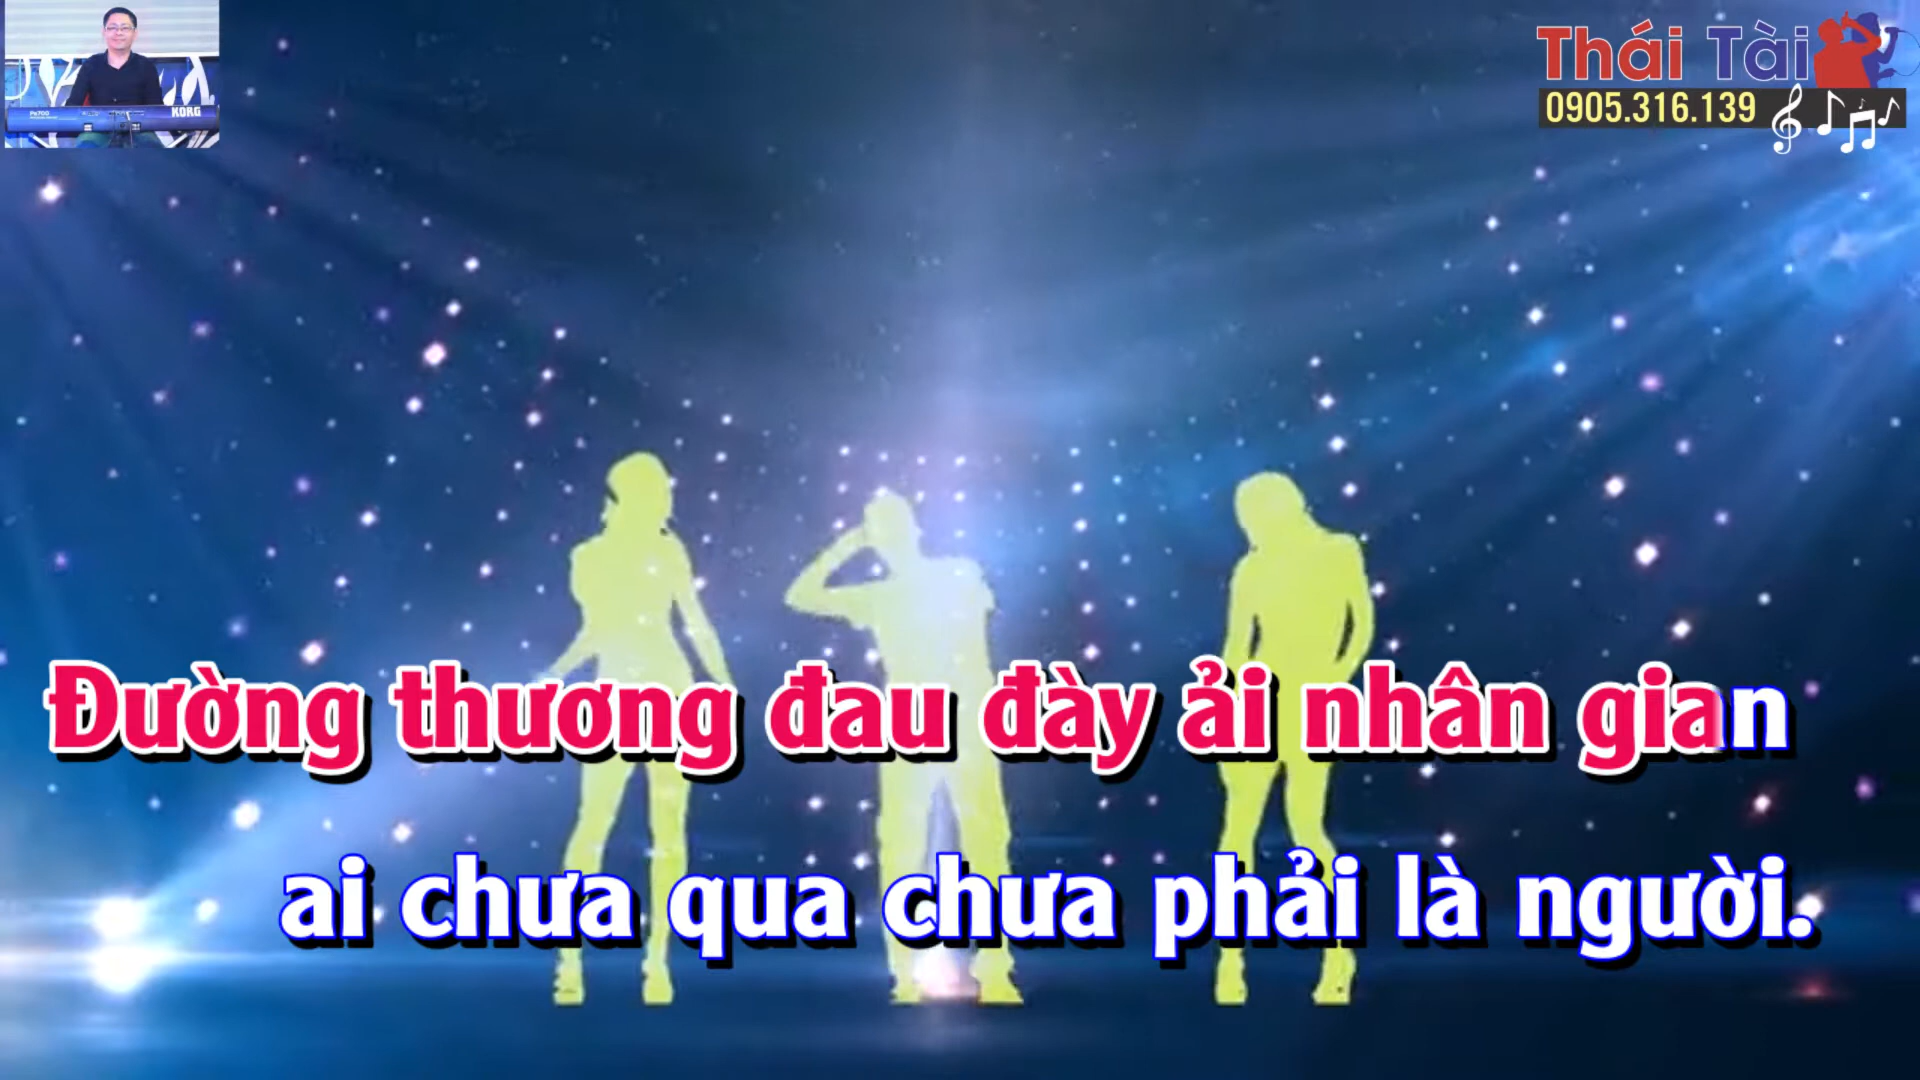 Thái Tài
0905.316.139
Pa700
KORG
Đường thương đau đày ải nhân gian
ai chưa qua chưa phải là người.